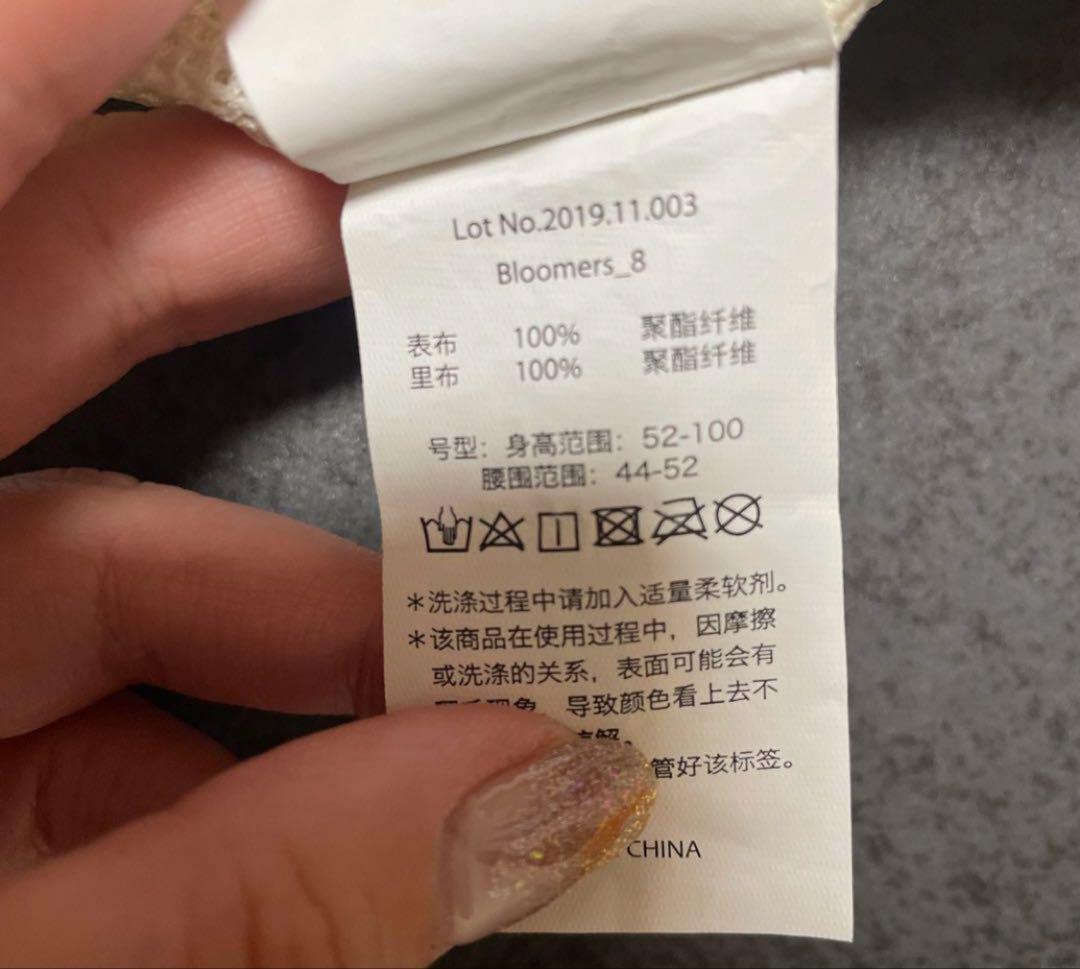 Lot No.2019.11.003
Bloomers_8
表布 100% 聚酯纤维
里布 100% 聚酯纤维
号型：身高范围：52-100
腰围范围：44-52
*洗涤过程中请加入适量柔软剂。
*该商品在使用过程中，因摩擦
或洗涤的关系，表面可能会有
现象，导致颜色看上去不
解。
管好该标签。
CHINA